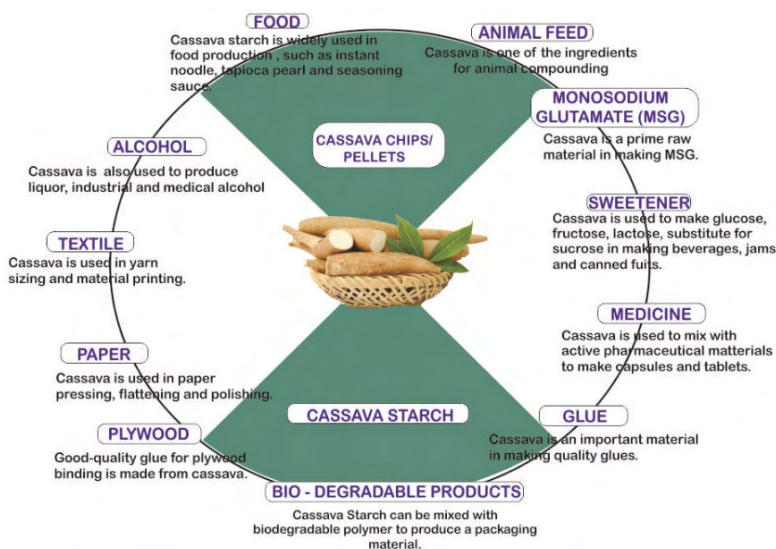 FOOD
Cassava starch is widely used in
food production , such as instant
noodle, tapioca pearl and seasoning
sauce.
ANIMAL FEED
Cassava is one of the ingredients
for animal compounding
MONOSODIUM
GLUTAMATE (MSG)
Cassava is a prime raw
material in making MSG.
CASSAVA CHIPS/
PELLETS
ALCOHOL
Cassava is also used to produce
liquor, industrial and medical alcohol
SWEETENER
Cassava is used to make glucose,
fructose, lactose, substitute for
sucrose in making beverages, jams
and canned fuits.
TEXTILE
Cassava is used in yarn
sizing and material printing.
MEDICINE
Cassava is used to mix with
active pharmaceutical matterials
to make capsules and tablets.
PAPER
Cassava is used in paper
pressing, flattening and polishing.
CASSAVA STARCH
GLUE
Cassava is an important material
in making quality glues.
PLYWOOD
Good-quality glue for plywood
binding is made from cassava.
BIO - DEGRADABLE PRODUCTS
Cassava Starch can be mixed with
biodegradable polymer to produce a packaging
material.